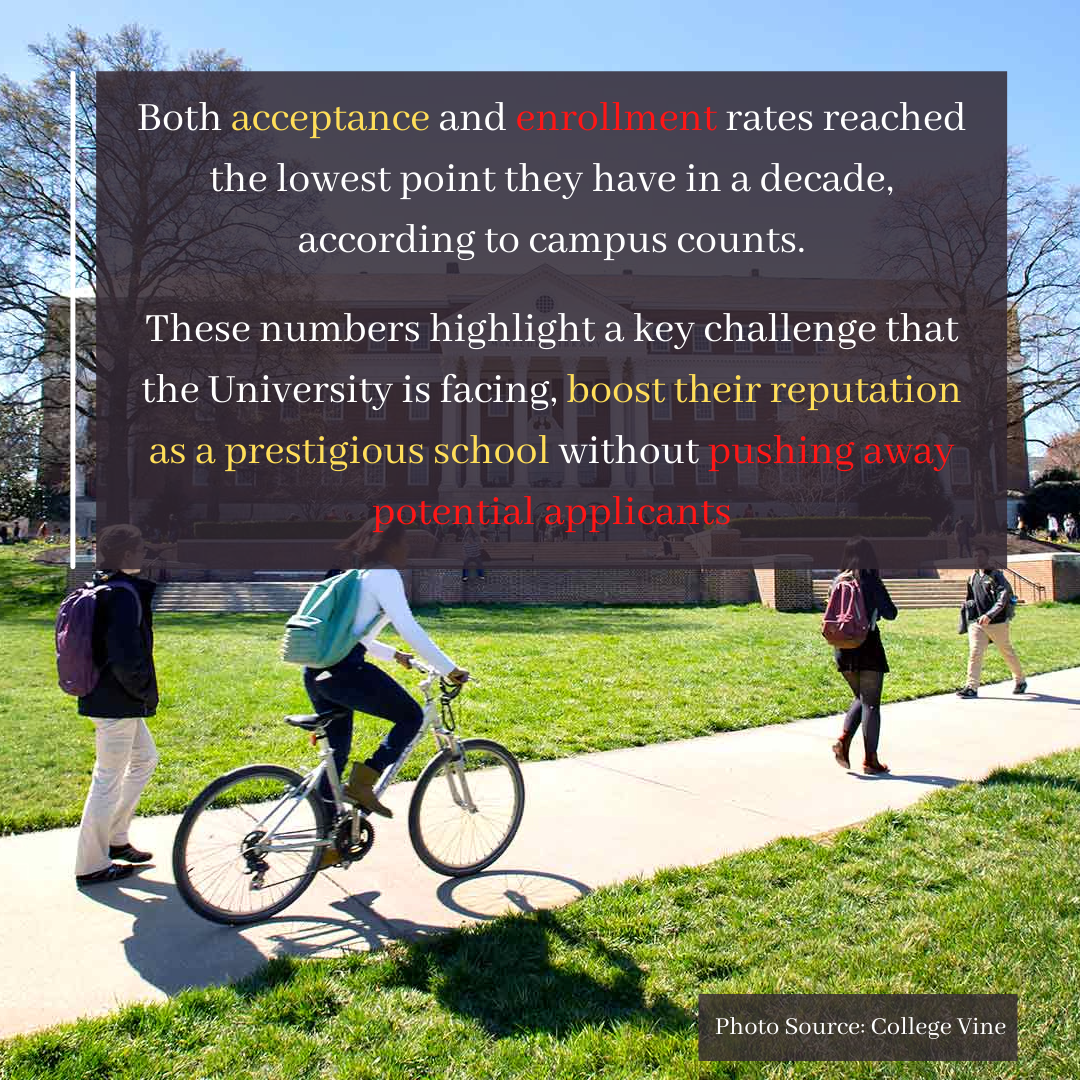 Both acceptance and enrollment rates reached
the lowest point they have in a decade,
according to campus counts.
These numbers highlight a key challenge that
the University is facing, boost their reputation
as a prestigious school without pushing away
potential applicants
Photo Source: College Vine